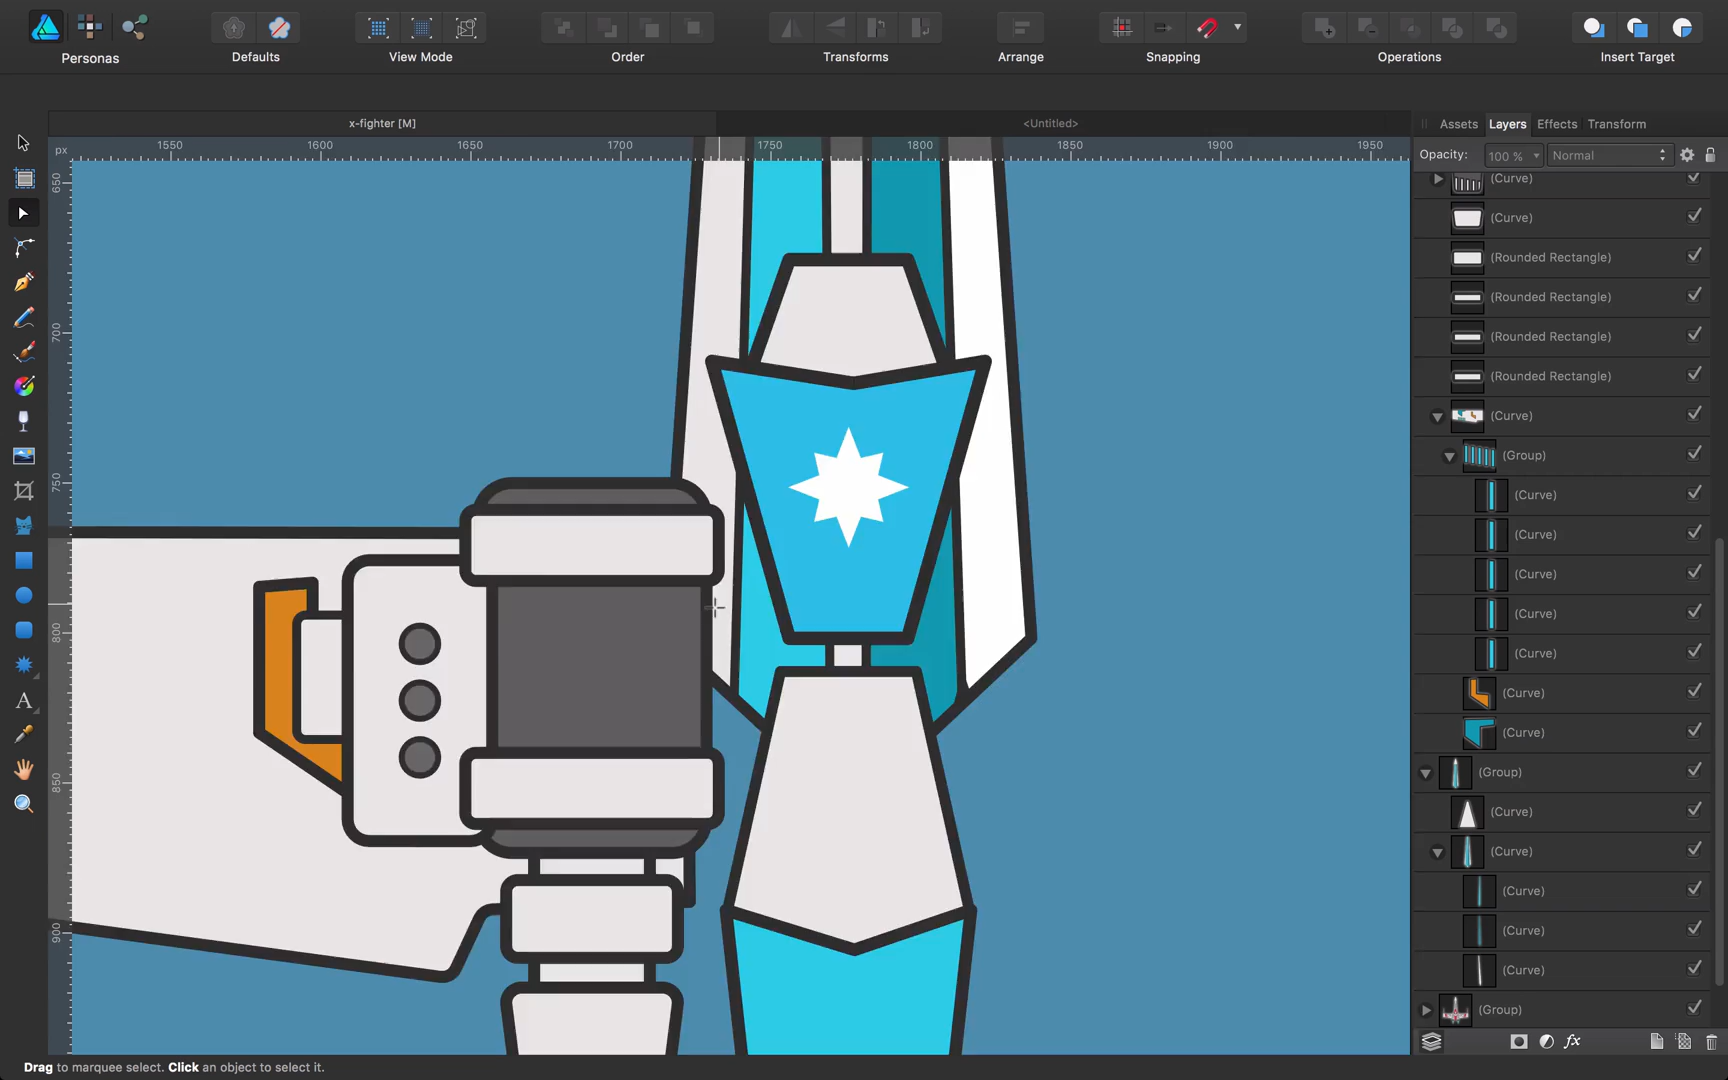 Personas
Defaults
View Mode
Order
Transforms
Arrange
Snapping
Operations
Insert Target
x-fighter [M]
<Untitled>
Assets
Layers
Effects
Transform
px
1550
1600
1650
1700
1750
1800
1850
1900
1950
Opacity:
100 %
Normal
650
700
750
800
850
900
(Curve)
(Curve)
(Rounded Rectangle)
(Rounded Rectangle)
(Rounded Rectangle)
(Rounded Rectangle)
(Curve)
(Group)
(Curve)
(Curve)
(Curve)
(Curve)
(Curve)
(Curve)
(Curve)
(Group)
(Curve)
(Curve)
(Curve)
(Curve)
(Curve)
(Group)
A
fx
Drag to marquee select. Click an object to select it.